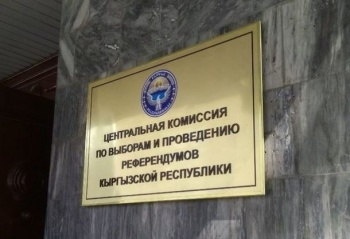 ЦЕНТРАЛЬНАЯ КОМИССИЯ
ПО ВЫБОРАМ И ПРОВЕДЕНИЮ
РЕФЕРЕНДУМОВ
КЫРГЫЗСКОЙ РЕСПУБЛИКИ